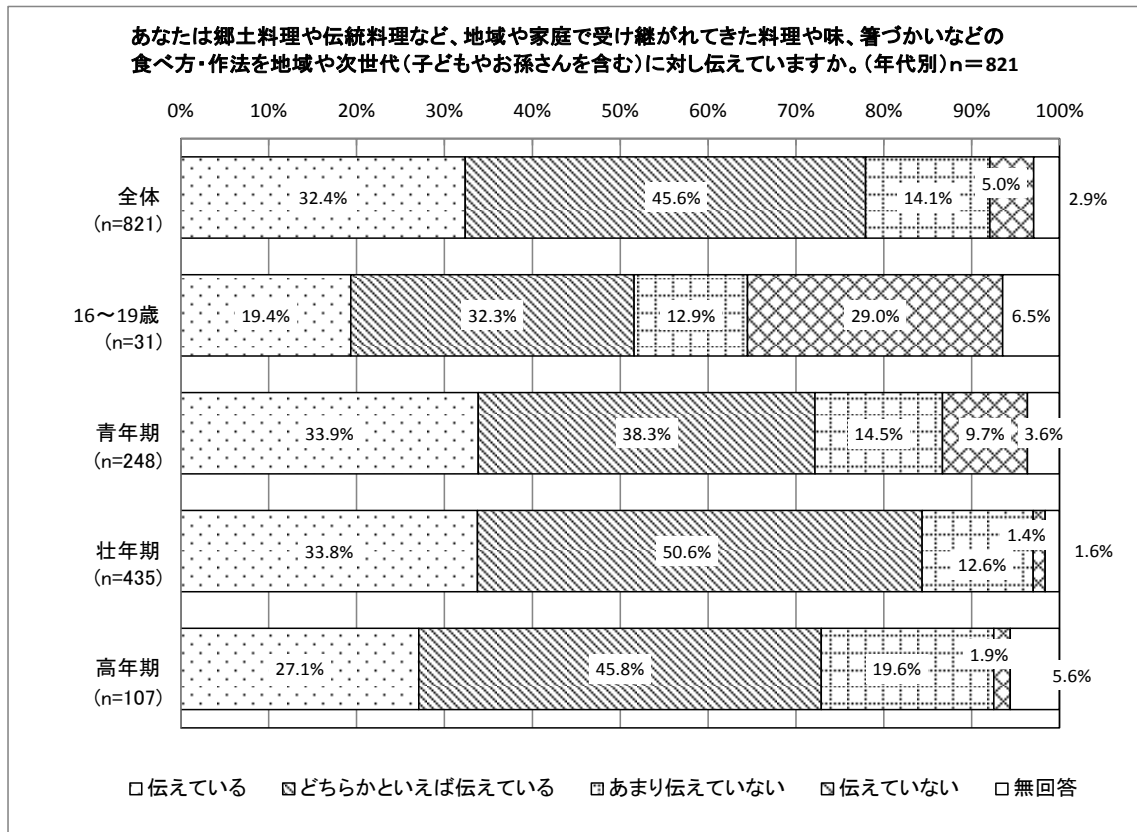 あなたは郷土料理や伝統料理など、地域や家庭で受け継がれてきた料理や味、箸づかいなどの
食べ方・作法を地域や次世代(子どもやお孫さんを含む)に対し伝えていますか。(年代別)n=821
0% 10% 20% 30% 40% 50% 60% 70% 80% 90% 100%
全体
(n=821)
32.4% 45.6% 14.1% 5.0% 2.9%
16～19歳
(n=31)
19.4% 32.3% 12.9% 29.0% 6.5%
青年期
(n=248)
33.9% 38.3% 14.5% 9.7% 3.6%
壮年期
(n=435)
33.8% 50.6% 12.6% 1.4% 1.6%
高年期
(n=107)
27.1% 45.8% 19.6% 1.9% 5.6%
伝えている どちらかといえば伝えている あまり伝えていない 伝えていない 無回答